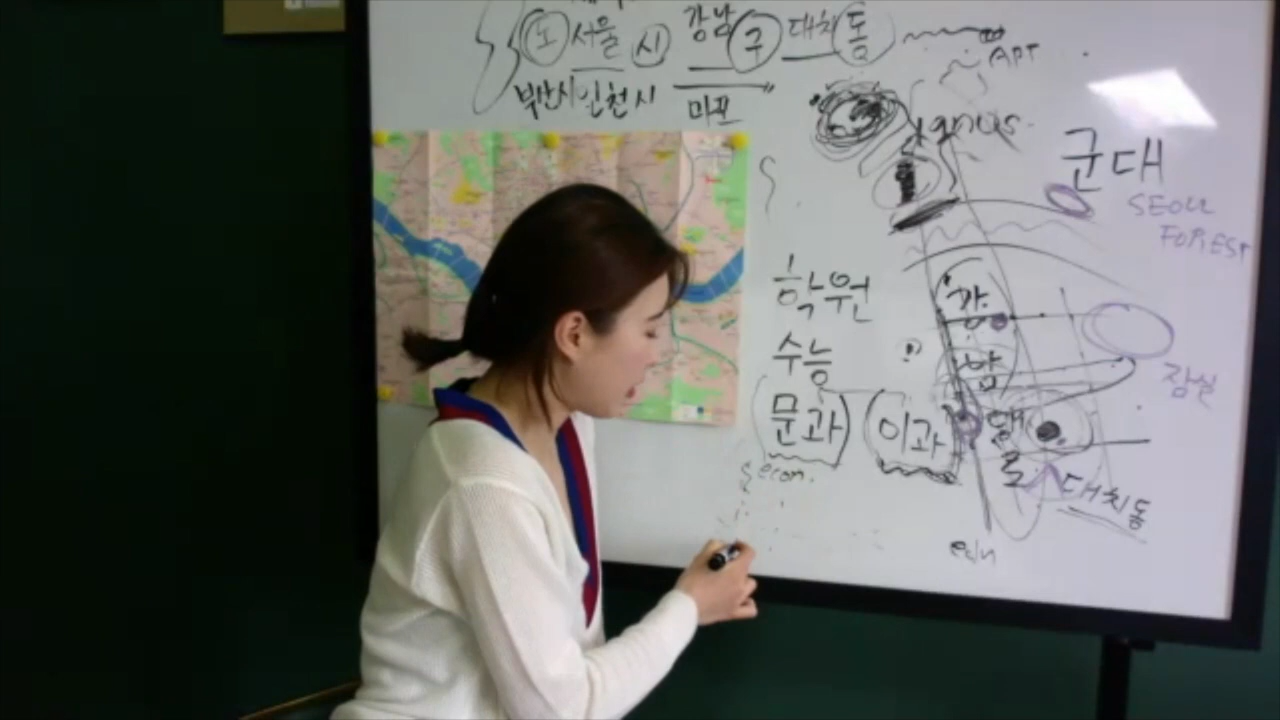 도 서울 시 강남 구 대치 동
APT
부산시 인천시 마포
군대
SEOUL
FOREST
학원
강
수능
남
잠실
문과 이과
econ.
대치동
edu